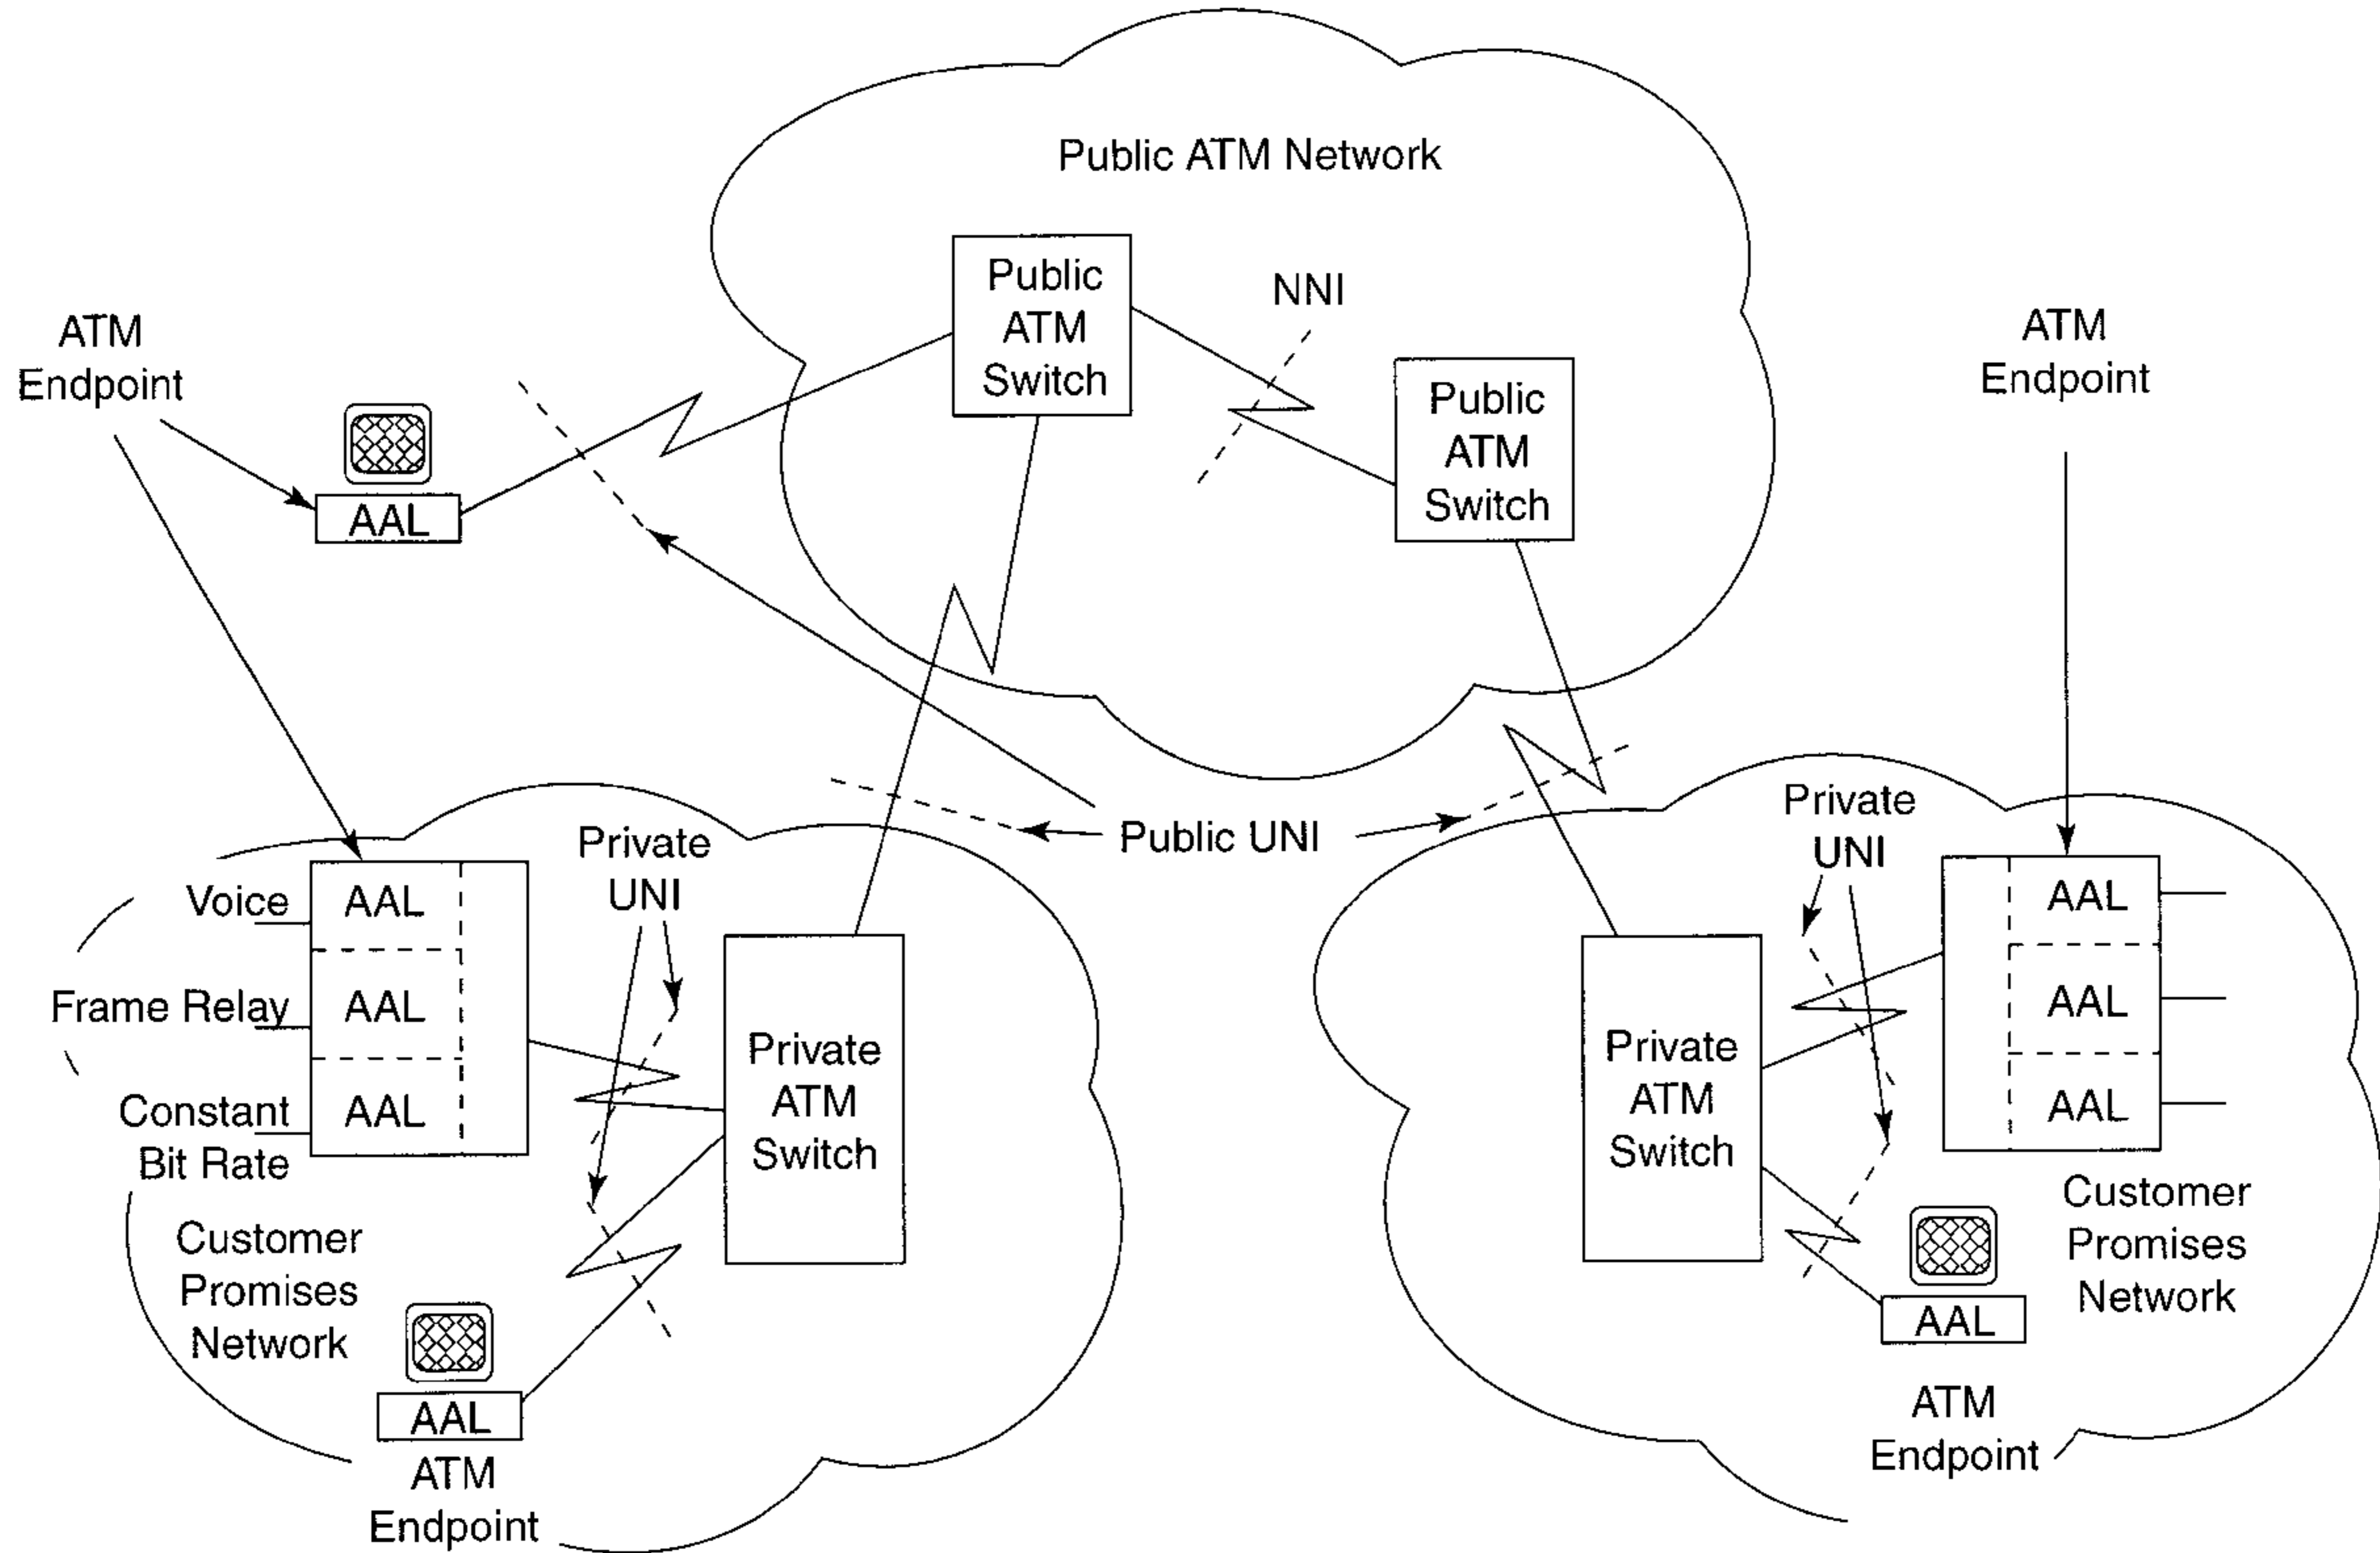 Public ATM Network
Public
ATM
Switch
NNI
Public
ATM
Switch
ATM
Endpoint
AAL
ATM
Endpoint
Public UNI
Private
UNI
Voice
AAL
Frame Relay
AAL
Constant
Bit Rate
AAL
Private
ATM
Switch
Customer
Promises
Network
AAL
ATM
Endpoint
Private
UNI
Private
ATM
Switch
AAL
AAL
AAL
Customer
Promises
Network
AAL
ATM
Endpoint